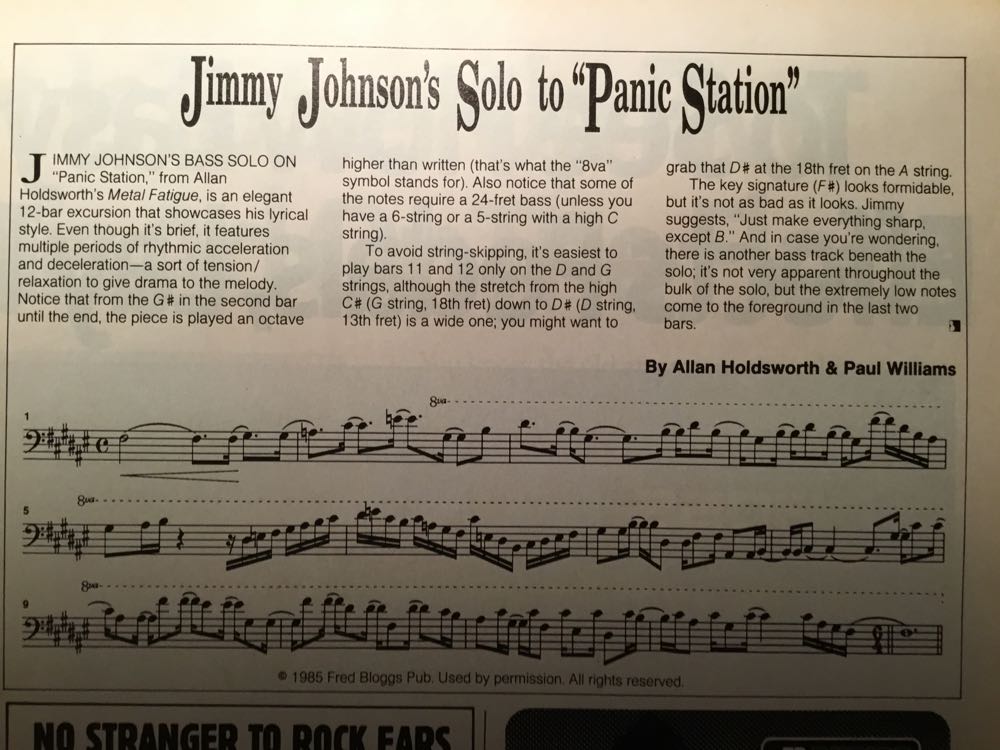 Jimmy Johnson's Solo to “Panic Station”
JIMMY JOHNSON'S BASS SOLO ON
“Panic Station,” from Allan
Holdsworth's Metal Fatigue, is an elegant
12-bar excursion that showcases his lyrical
style. Even though it's brief, it features
multiple periods of rhythmic acceleration
and deceleration—a sort of tension/
relaxation to give drama to the melody.
Notice that from the G# in the second bar
until the end, the piece is played an octave
higher than written (that's what the “8va”
symbol stands for). Also notice that some of
the notes require a 24-fret bass (unless you
have a 6-string or a 5-string with a high C
string).
To avoid string-skipping, it's easiest to
play bars 11 and 12 only on the D and G
strings, although the stretch from the high
C# (G string, 18th fret) down to D# (D string,
13th fret) is a wide one; you might want to
grab that D# at the 18th fret on the A string.
The key signature (F#) looks formidable,
but it's not as bad as it looks. Jimmy
suggests, “Just make everything sharp,
except B.” And in case you're wondering,
there is another bass track beneath the
solo; it's not very apparent throughout the
bulk of the solo, but the extremely low notes
come to the foreground in the last two
bars.
By Allan Holdsworth & Paul Williams
8va
1
8va
5
8va
9
6
4
© 1985 Fred Bloggs Pub. Used by permission. All rights reserved.
NO STRANGER TO ROCK EARS